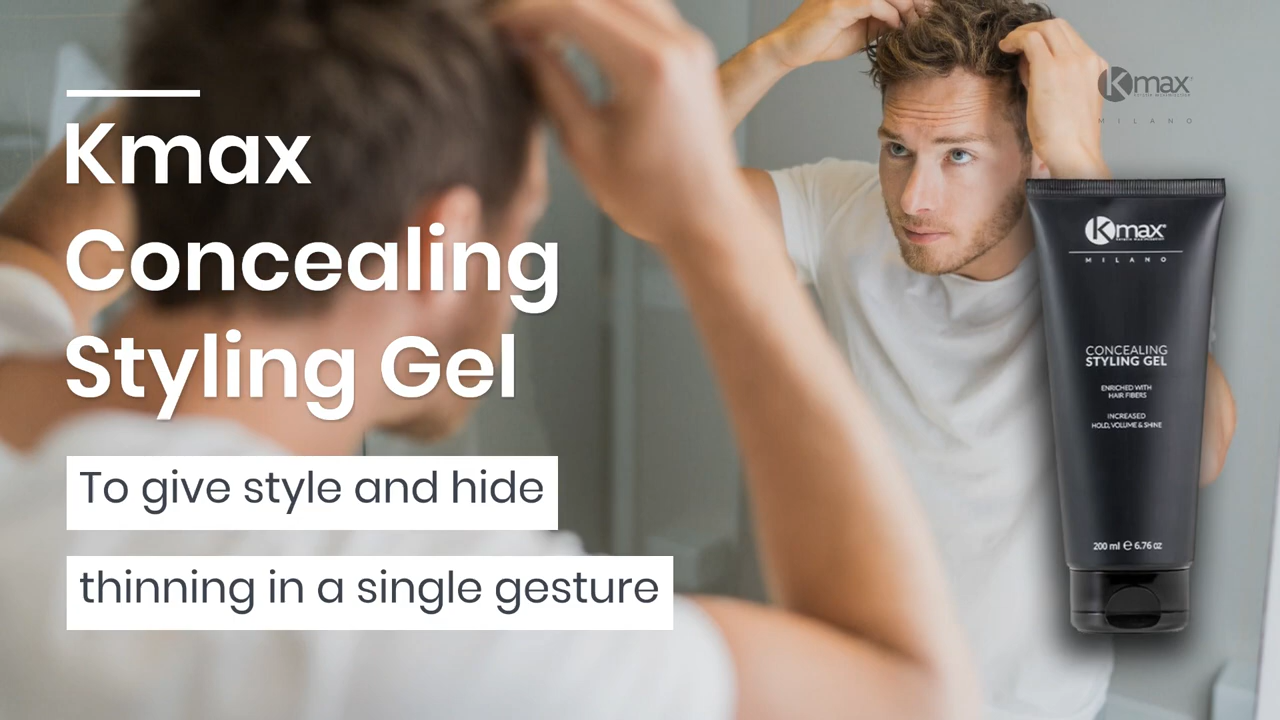 Kmax
Concealing
Styling Gel
To give style and hide
thinning in a single gesture
Kmax
MILANO
Kmax
MILANO
CONCEALING
STYLING GEL
ENRICHED WITH
HAIR FIBERS
INCREASED
HOLD, VOLUME & SHINE
200 ml ℮ 6.76 oz